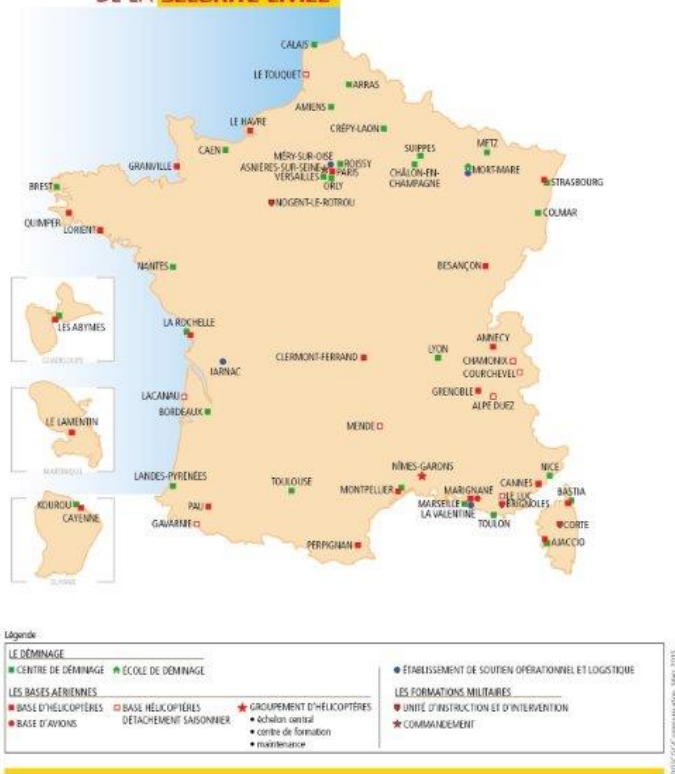 DE LA SÉCURITÉ CIVILE
CALAIS
LE TOUQUET
ARRAS
AMIENS
LE HAVRE
CRÉPY-LAON
CAEN
SUIPPES
METZ
MÉRY-SUR-OISE
ROISSY
GRANVILLE
ASNIÈRES-SUR-SEINE
PARIS
MORT-MARE
VERSAILLES
ORLY
CHÂLON-EN-
CHAMPAGNE
STRASBOURG
BREST
NOGENT-LE-ROTROU
COLMAR
QUIMPER
LORIENT
NANTES
BESANÇON
LES ABYMES
LA ROCHELLE
ANNECY
GUADELOUPE
CLERMONT-FERRAND
LYON
CHAMONIX
JARNAC
COURCHEVEL
LACANAU
GRENOBLE
ALPE DUEZ
BORDEAUX
LE LAMENTIN
MENDE
MARTINIQUE
NÎMES-GARONS
NICE
LANDES-PYRÉNÉES
TOULOUSE
MONTPELLIER
MARIGNANE
CANNES
BASTIA
KOUROU
CAYENNE
PAU
MARSEILLE
LE LUC
BRIGNOLES
LA VALENTINE
GAVARNIE
TOULON
CORTE
PERPIGNAN
AJACCIO
GUYANE
Légende
LE DÉMINAGE
CENTRE DE DÉMINAGE
ÉCOLE DE DÉMINAGE
ÉTABLISSEMENT DE SOUTIEN OPÉRATIONNEL ET LOGISTIQUE
LES BASES AÉRIENNES
LES FORMATIONS MILITAIRES
BASE D'HÉLICOPTÈRES
BASE HÉLICOPTÈRES
DÉTACHEMENT SAISONNIER
GROUPEMENT D'HÉLICOPTÈRES
UNITÉ D'INSTRUCTION ET D'INTERVENTION
BASE D'AVIONS
• échelon central
COMMANDEMENT
• centre de formation
• maintenance